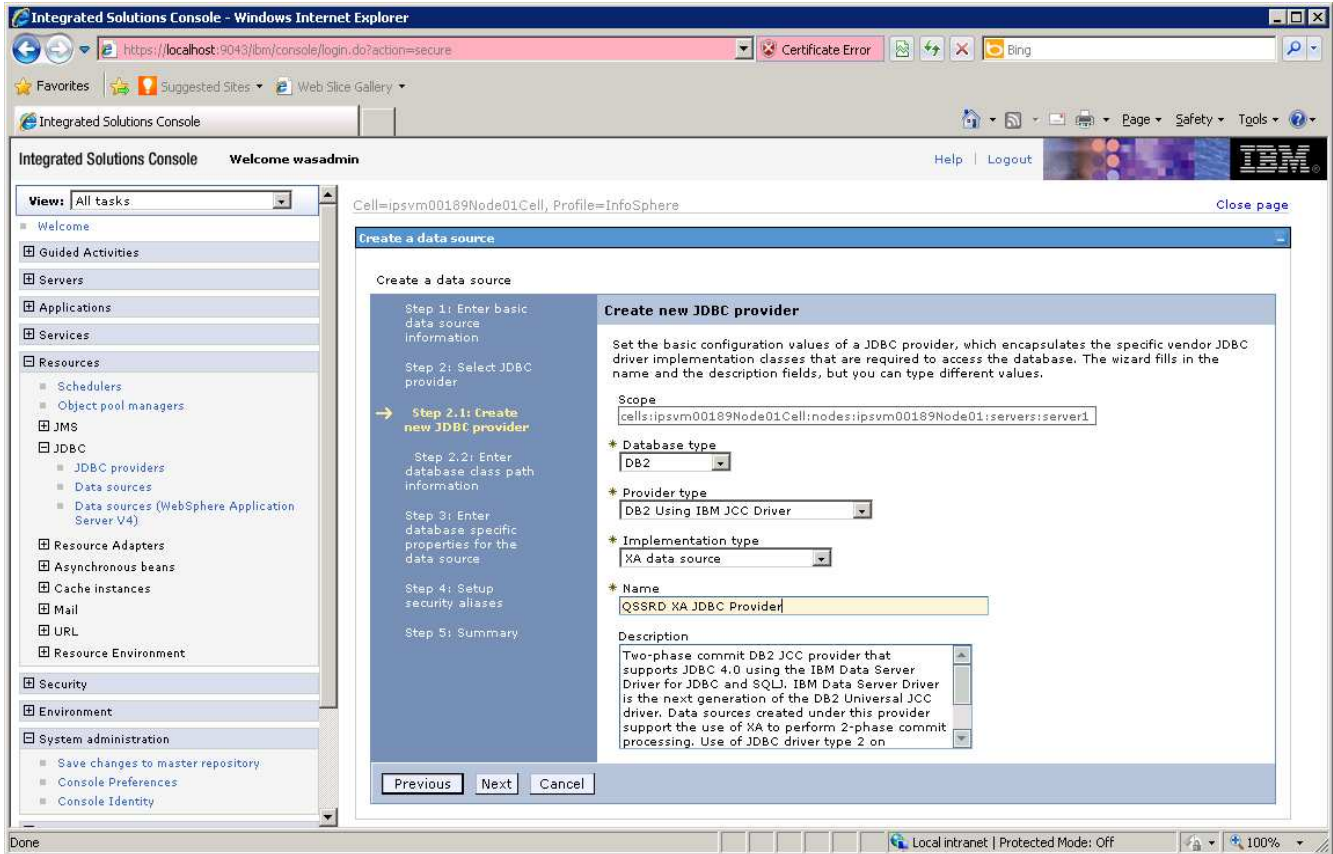 Integrated Solutions Console - Windows Internet Explorer
https://localhost:9043/ibm/console/login.do?action=secure
Certificate Error
Bing
Favorites
Suggested Sites
Web Slice Gallery
Integrated Solutions Console
Page
Safety
Tools
Integrated Solutions Console
Welcome wasadmin
Help | Logout
IBM
View: All tasks
Welcome
Guided Activities
Servers
Applications
Services
Resources
Schedulers
Object pool managers
JMS
JDBC
JDBC providers
Data sources
Data sources (WebSphere Application
Server V4)
Resource Adapters
Asynchronous beans
Cache instances
Mail
URL
Resource Environment
Security
Environment
System administration
Save changes to master repository
Console Preferences
Console Identity
Cell=ipsvm00189Node01Cell, Profile=InfoSphere
Close page
Create a data source
Create a data source
Step 1: Enter basic
data source
information
Step 2: Select JDBC
provider
Step 2.1: Create
new JDBC provider
Step 2.2: Enter
database class path
information
Step 3: Enter
database specific
properties for the
data source
Step 4: Setup
security aliases
Step 5: Summary
Create new JDBC provider
Set the basic configuration values of a JDBC provider, which encapsulates the specific vendor JDBC
driver implementation classes that are required to access the database. The wizard fills in the
name and the description fields, but you can type different values.
Scope
cells:ipsvm00189Node01Cell:nodes:ipsvm00189Node01:servers:server1
* Database type
DB2
* Provider type
DB2 Using IBM JCC Driver
* Implementation type
XA data source
* Name
QSSRD XA JDBC Provider
Description
Two-phase commit DB2 JCC provider that
supports JDBC 4.0 using the IBM Data Server
Driver for JDBC and SQLJ. IBM Data Server Driver
is the next generation of the DB2 Universal JCC
driver. Data sources created under this provider
support the use of XA to perform 2-phase commit
processing. Use of JDBC driver type 2 on
Previous
Next
Cancel
Done
Local intranet | Protected Mode: Off
100%